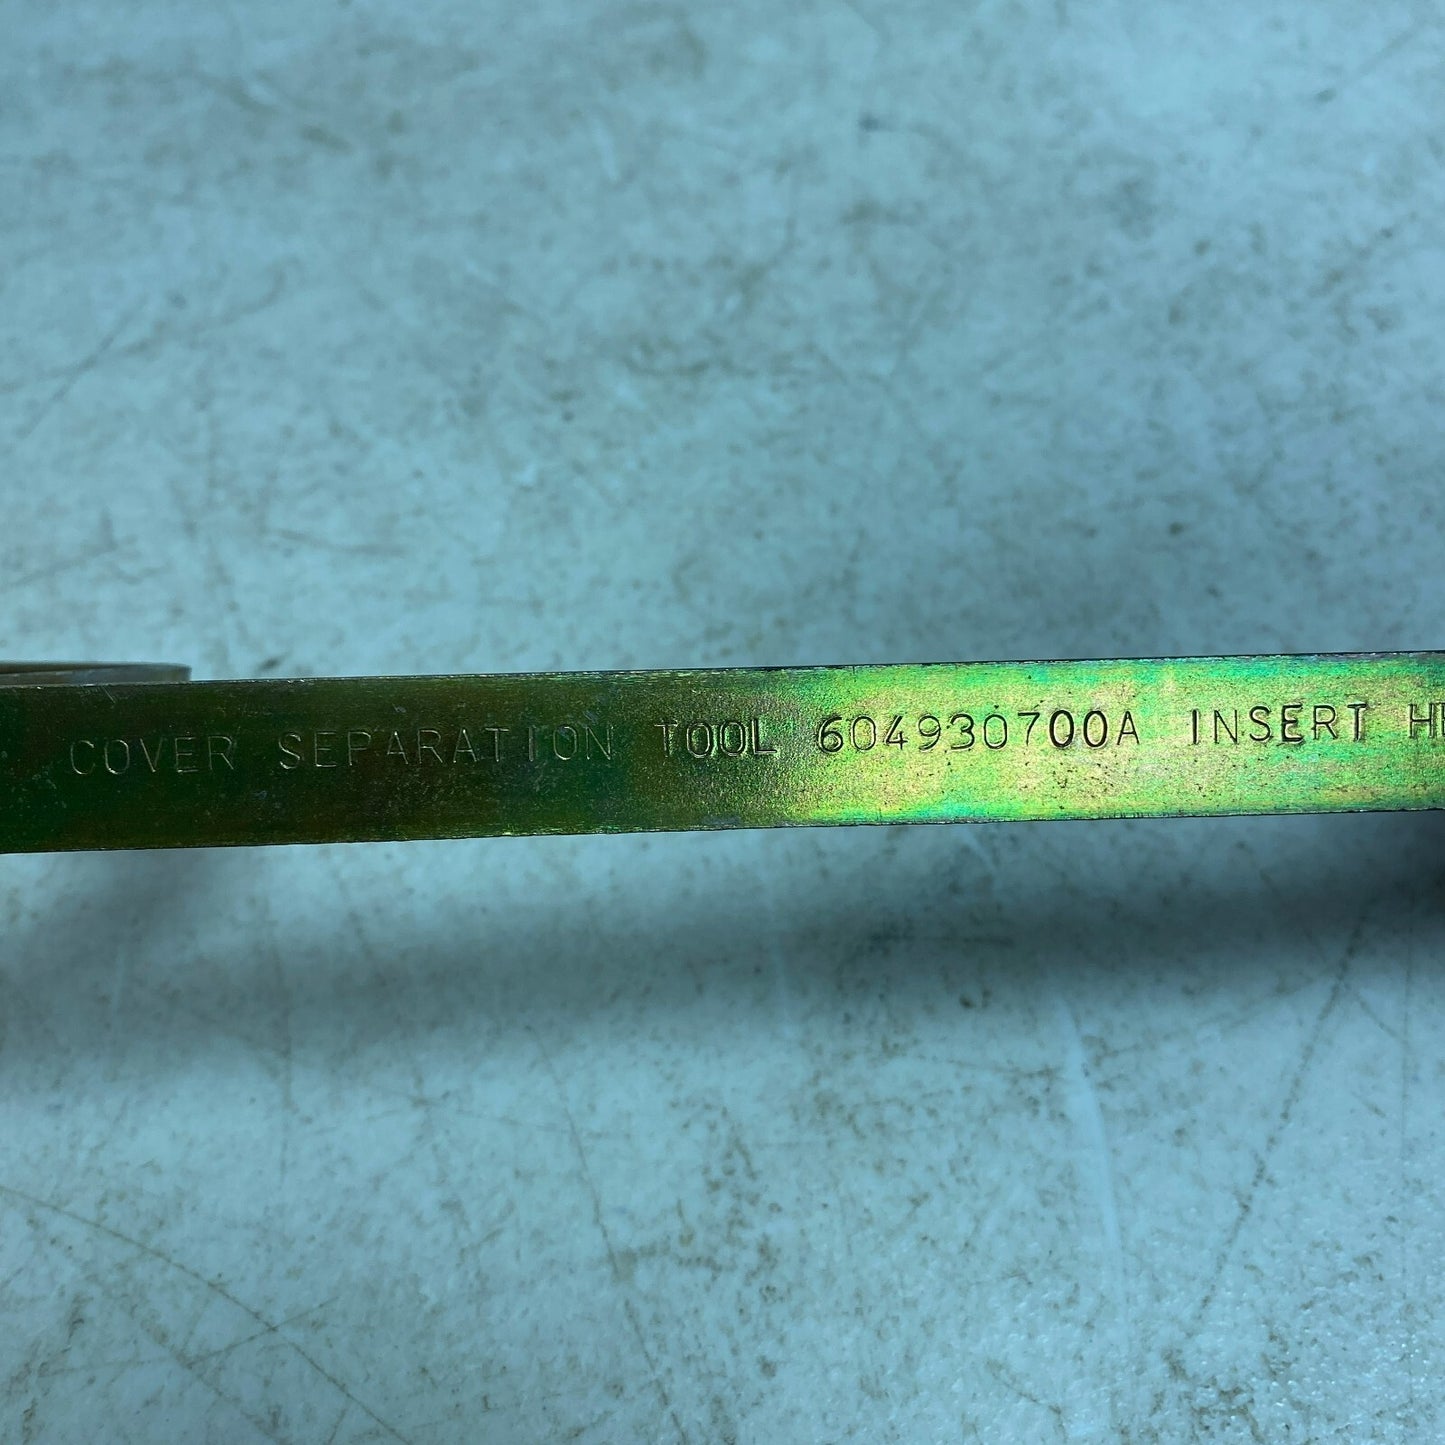 COVER SEPARATION TOOL 604930700A INSERT